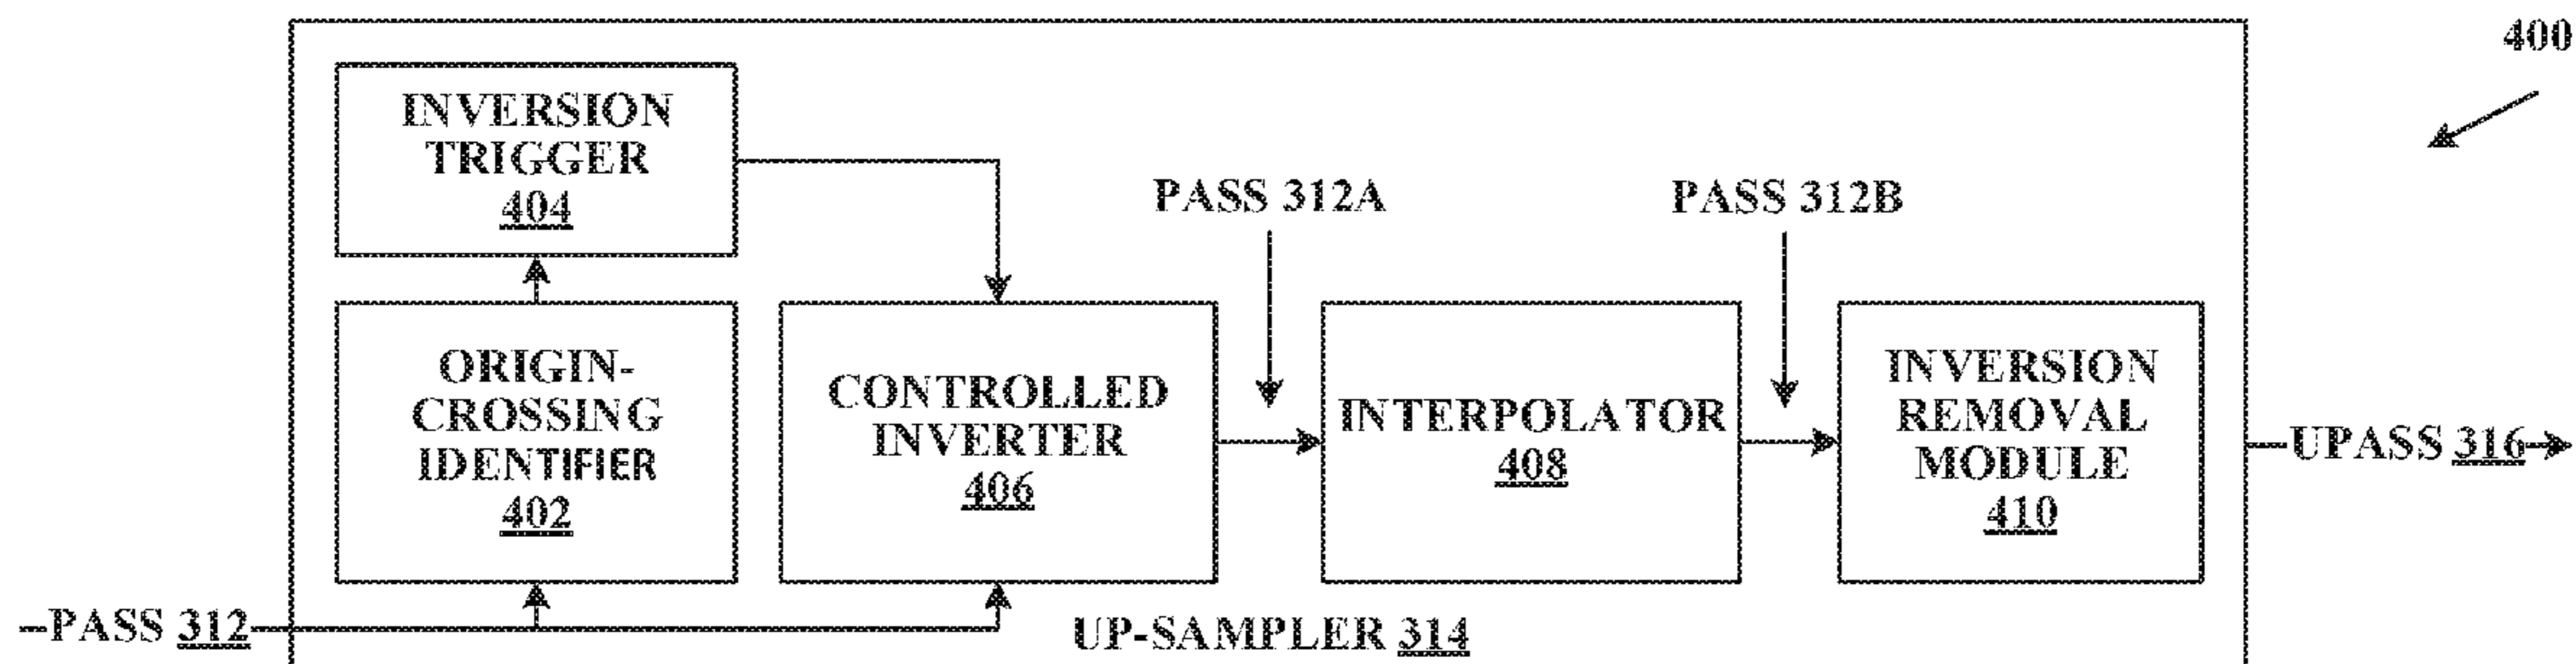 400
INVERSION
TRIGGER
404
PASS 312A
PASS 312B
ORIGIN-
CROSSING
IDENTIFIER
402
CONTROLLED
INVERTER
406
INTERPOLATOR
408
INVERSION
REMOVAL
MODULE
410
UPASS 316
PASS 312
UP-SAMPLER 314